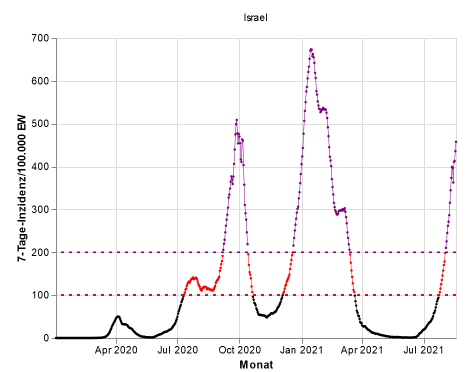 Israel
7-Tage-Inzidenz/100.000 EW
700
600
500
400
300
200
100
0
Apr 2020
Jul 2020
Oct 2020
Jan 2021
Apr 2021
Jul 2021
Monat